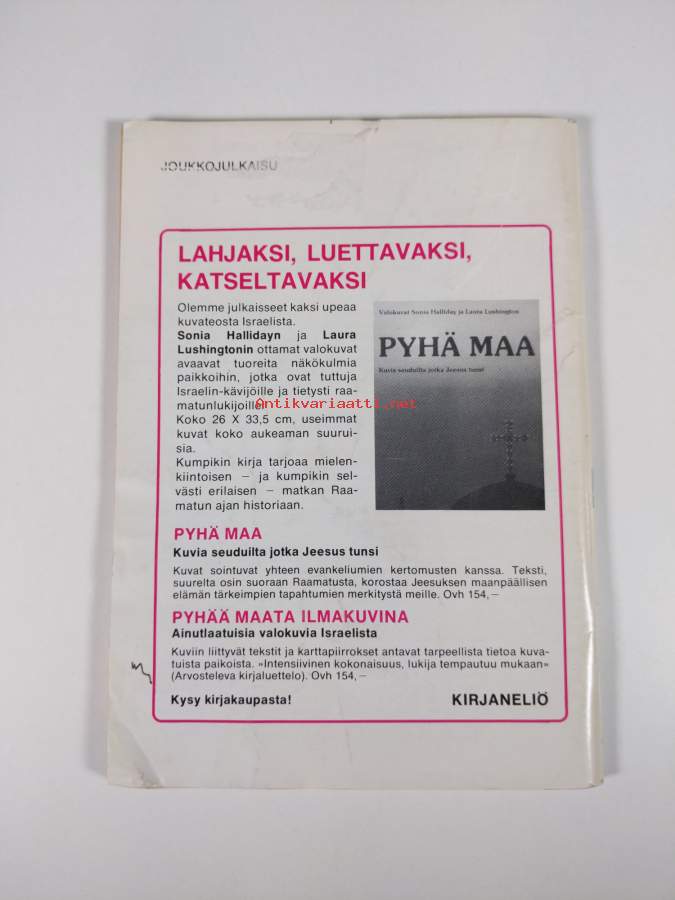 JOUKKOJULKAISU
LAHJAKSI, LUETTAVAKSI,
KATSELTAVAKSI
Olemme julkaisseet kaksi upeaa
kuvateosta Israelista.
Sonia Hallidayn ja Laura
Lushingtonin ottamat valokuvat
avaavat tuoreita näkökulmia
paikkoihin, jotka ovat tuttuja
Israelin-kävijöille ja tietysti raa-
matunlukijoille!
Koko 26 X 33,5 cm, useimmat
kuvat koko aukeaman suurui-
sia.
Kumpikin kirja tarjoaa mielen-
kiintoisen – ja kumpikin sel-
västi erilaisen – matkan Raa-
matun ajan historiaan.
Valokuvat Sonia Halliday ja Laura Lushington
PYHÄ MAA
Kuvia seuduilta jotka Jeesus tunsi
Antikvariaatti.net
PYHÄ MAA
Kuvia seuduilta jotka Jeesus tunsi
Kuvat sointuvat yhteen evankeliumien kertomusten kanssa. Teksti,
suurelta osin suoraan Raamatusta, korostaa Jeesuksen maanpäällisen
elämän tärkeimpien tapahtumien merkitystä meille. Ovh 154,–
PYHÄÄ MAATA ILMAKUVINA
Ainutlaatuisia valokuvia Israelista
Kuviin liittyvät tekstit ja karttapiirrokset antavat tarpeellista tietoa kuva-
tuista paikoista. »Intensiivinen kokonaisuus, lukija tempautuu mukaan»
(Arvosteleva kirjaluettelo). Ovh 154,–
Kysy kirjakaupasta!
KIRJANELIÖ